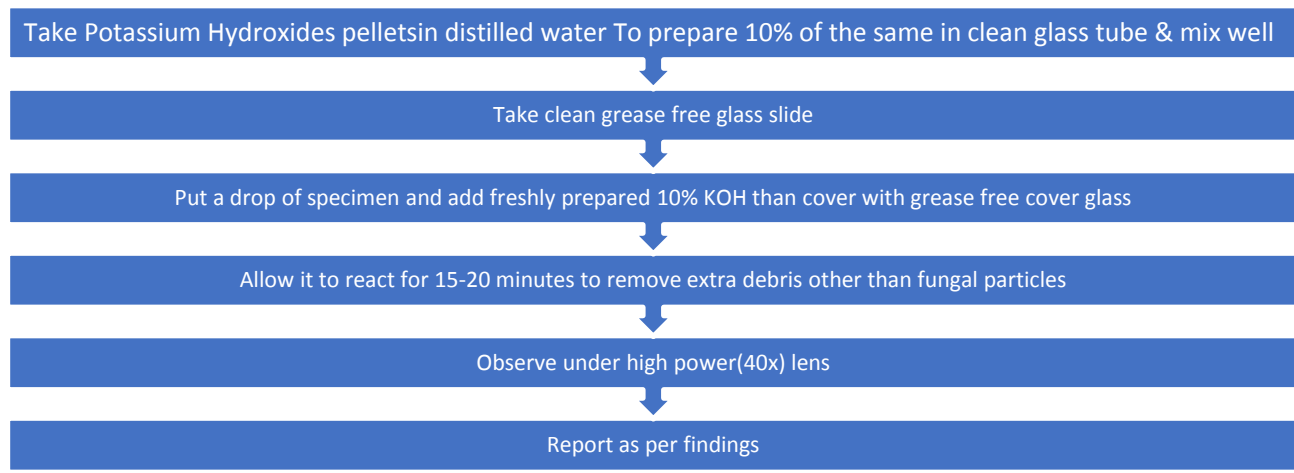 Take Potassium Hydroxides pelletsin distilled water To prepare 10% of the same in clean glass tube & mix well
Take clean grease free glass slide
Put a drop of specimen and add freshly prepared 10% KOH than cover with grease free cover glass
Allow it to react for 15-20 minutes to remove extra debris other than fungal particles
Observe under high power(40x) lens
Report as per findings